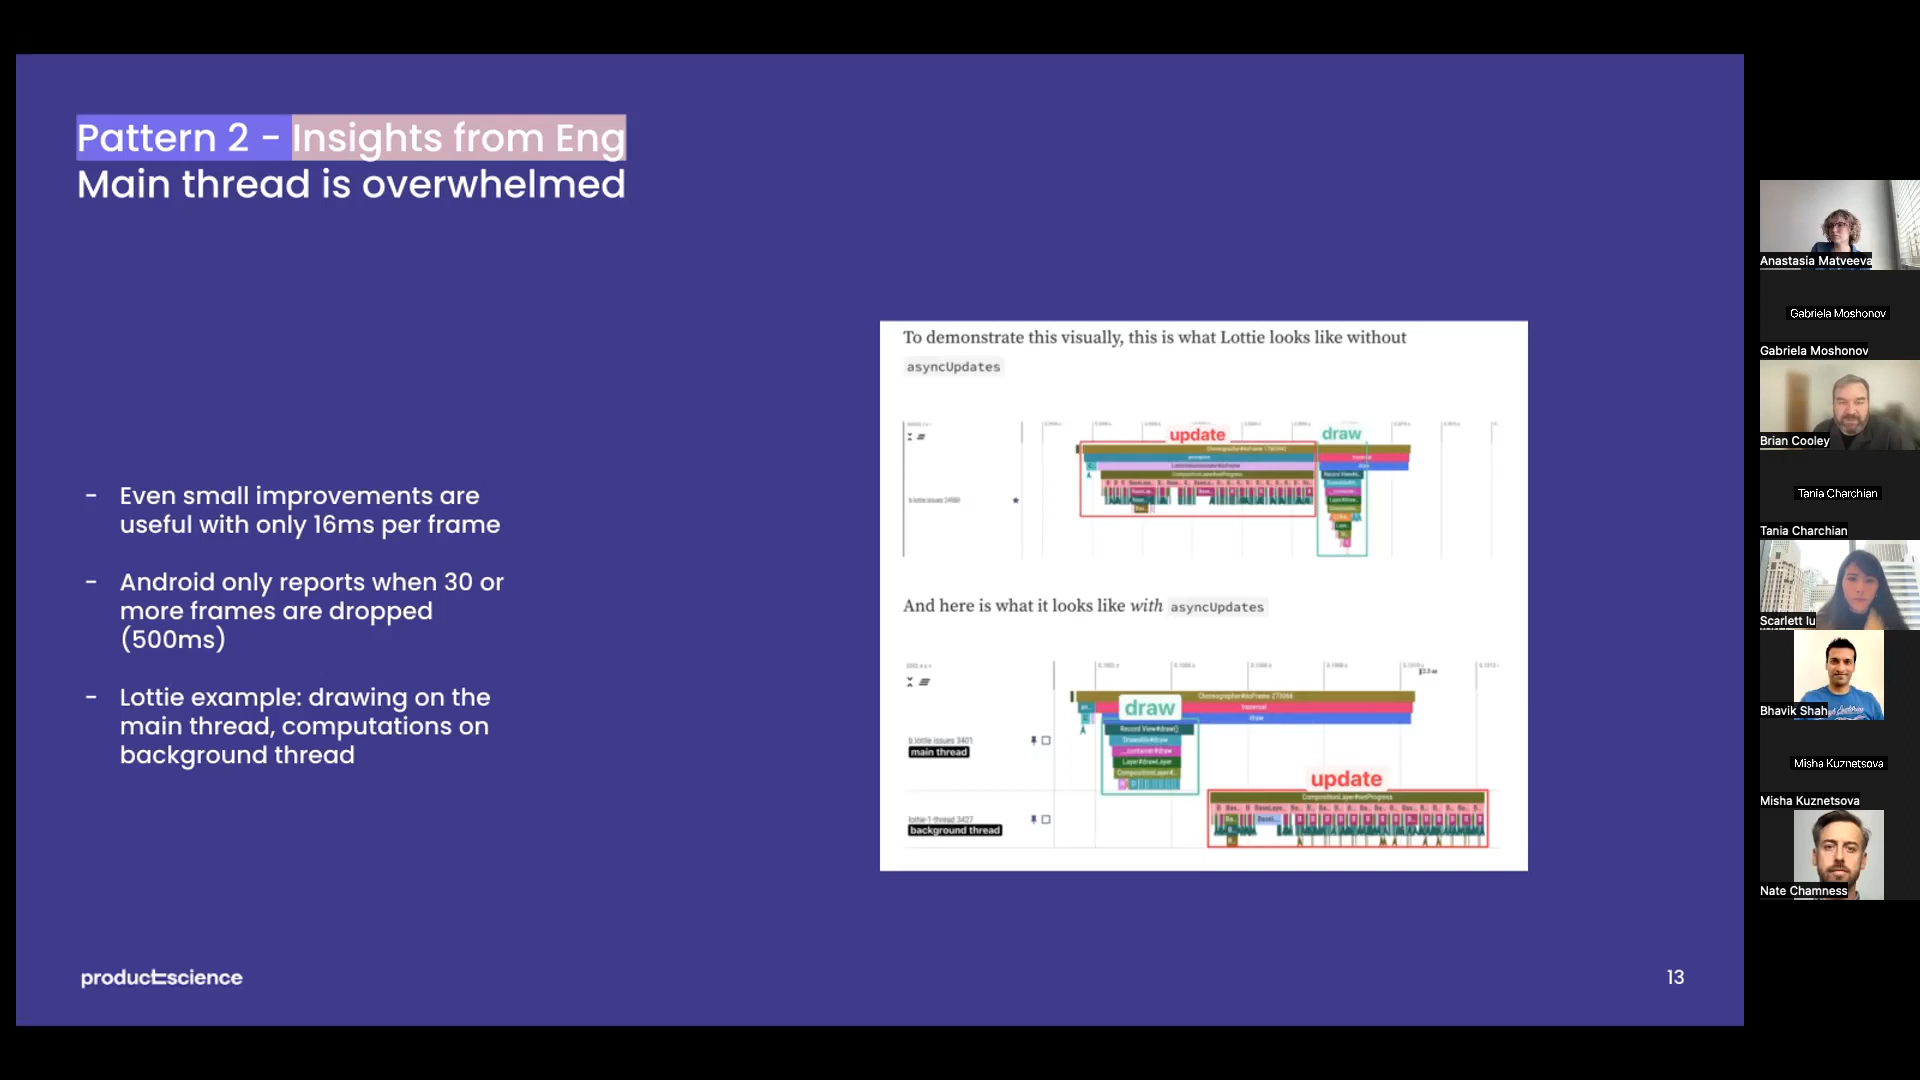 Pattern 2 - Insights from Eng
Main thread is overwhelmed
- Even small improvements are
useful with only 16ms per frame
- Android only reports when 30 or
more frames are dropped
(500ms)
- Lottie example: drawing on the
main thread, computations on
background thread
To demonstrate this visually, this is what Lottie looks like without
asyncUpdates
update
draw
And here is what it looks like with asyncUpdates
draw
main thread
update
background thread
productscience
13
Anastasia Matveeva
Gabriela Moshonov
Gabriela Moshonov
Brian Cooley
Tania Charchian
Tania Charchian
Scarlett Iu
Bhavik Shah
Misha Kuznetsova
Misha Kuznetsova
Nate Chamness